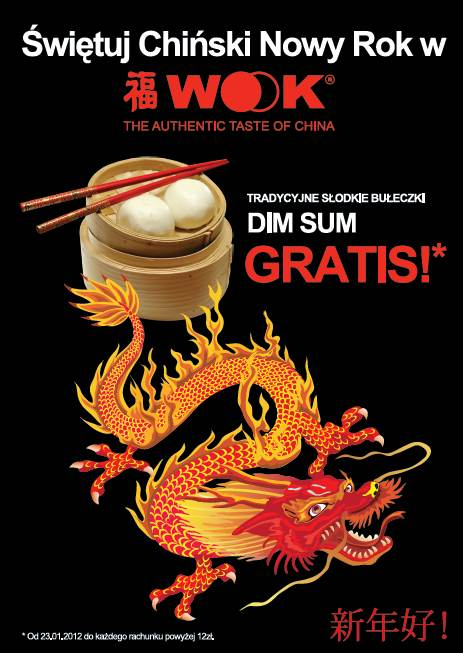 Świętuj Chiński Nowy Rok w
福 WOOK®
THE AUTHENTIC TASTE OF CHINA
TRADYCYJNE SŁODKIE BUŁECZKI
DIM SUM
GRATIS!*
新年好!
* Od 23.01.2012 do każdego rachunku powyżej 12zł.